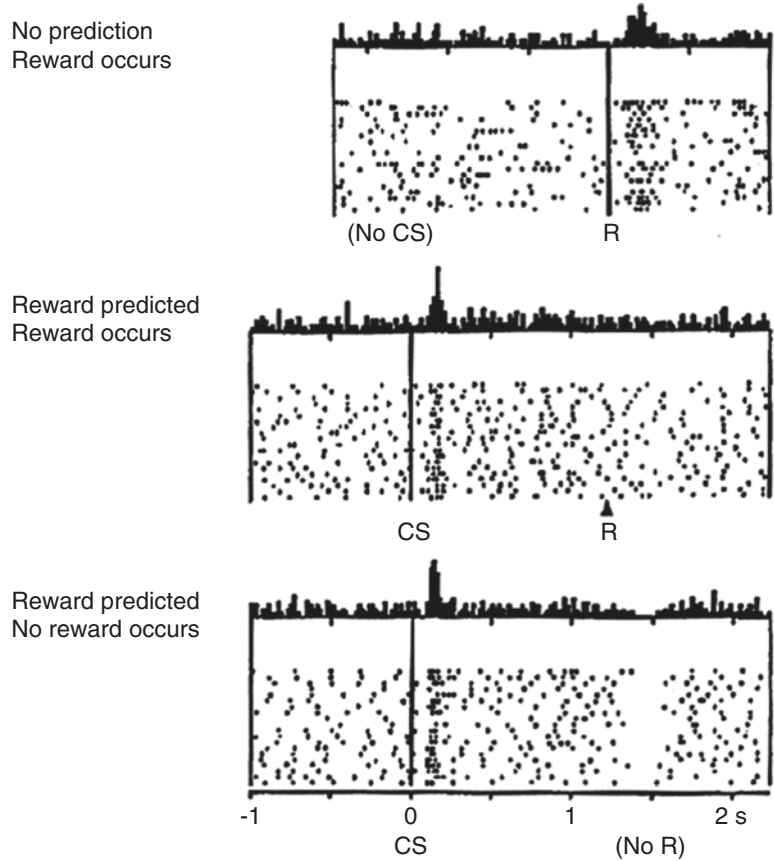 No prediction
Reward occurs
(No CS)
R
Reward predicted
Reward occurs
CS
R
Reward predicted
No reward occurs
-1
0
1
2 s
CS
(No R)